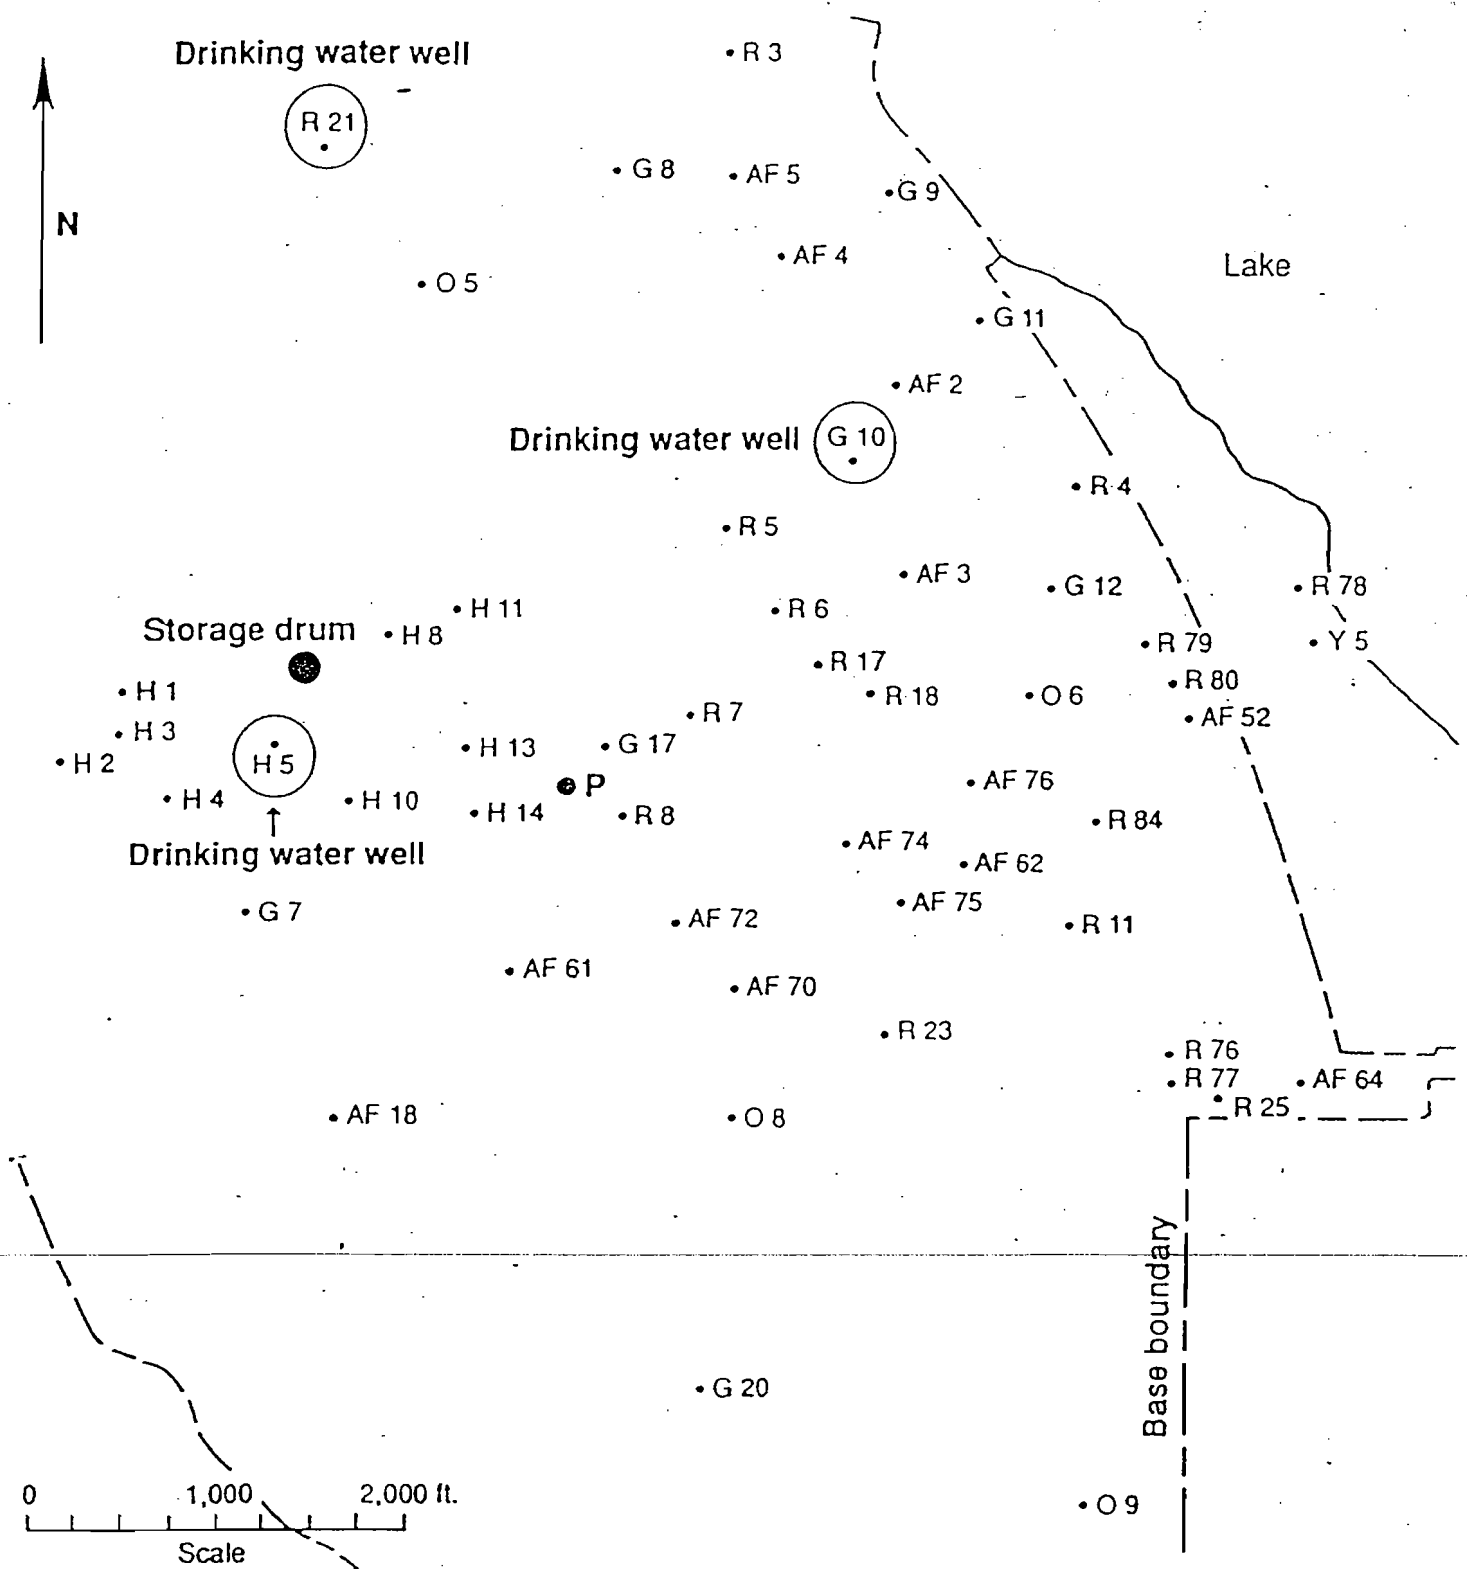 Drinking water well
R 3
R 21
G 8
AF 5
G 9
N
AF 4
Lake
O 5
G 11
AF 2
Drinking water well
G 10
R 4
R 5
AF 3
G 12
R 78
H 11
R 6
Storage drum
H 8
R 79
Y 5
R 17
R 80
H 1
R 18
O 6
R 7
AF 52
H 3
H 13
G 17
H 2
H 5
P
AF 76
H 4
H 10
H 14
R 8
R 84
AF 74
Drinking water well
AF 62
G 7
AF 72
AF 75
R 11
AF 61
AF 70
R 23
R 76
R 77
AF 64
R 25
AF 18
O 8
Base boundary
G 20
0 1,000 2,000 ft.
O 9
Scale